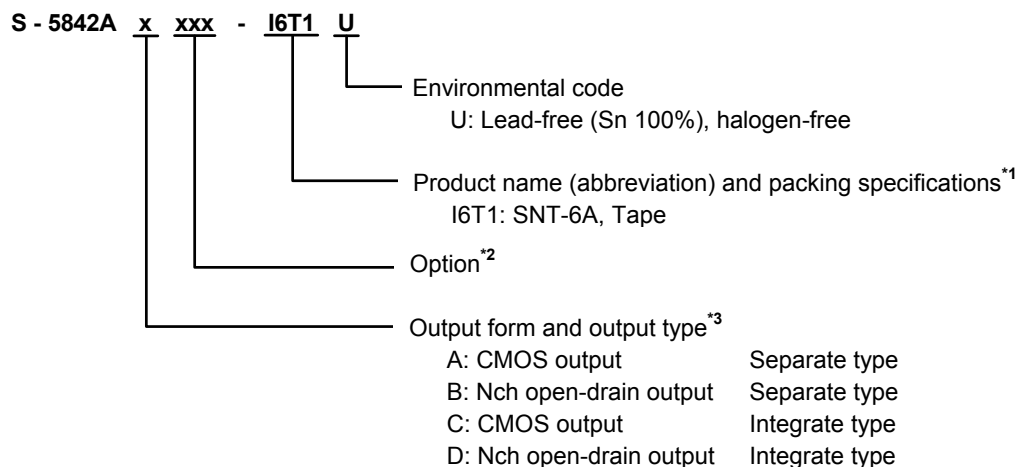 S - 5842A x xxx - I6T1 U
Environmental code
U: Lead-free (Sn 100%), halogen-free
Product name (abbreviation) and packing specifications*1
I6T1: SNT-6A, Tape
Option*2
Output form and output type*3
A: CMOS output Separate type
B: Nch open-drain output Separate type
C: CMOS output Integrate type
D: Nch open-drain output Integrate type